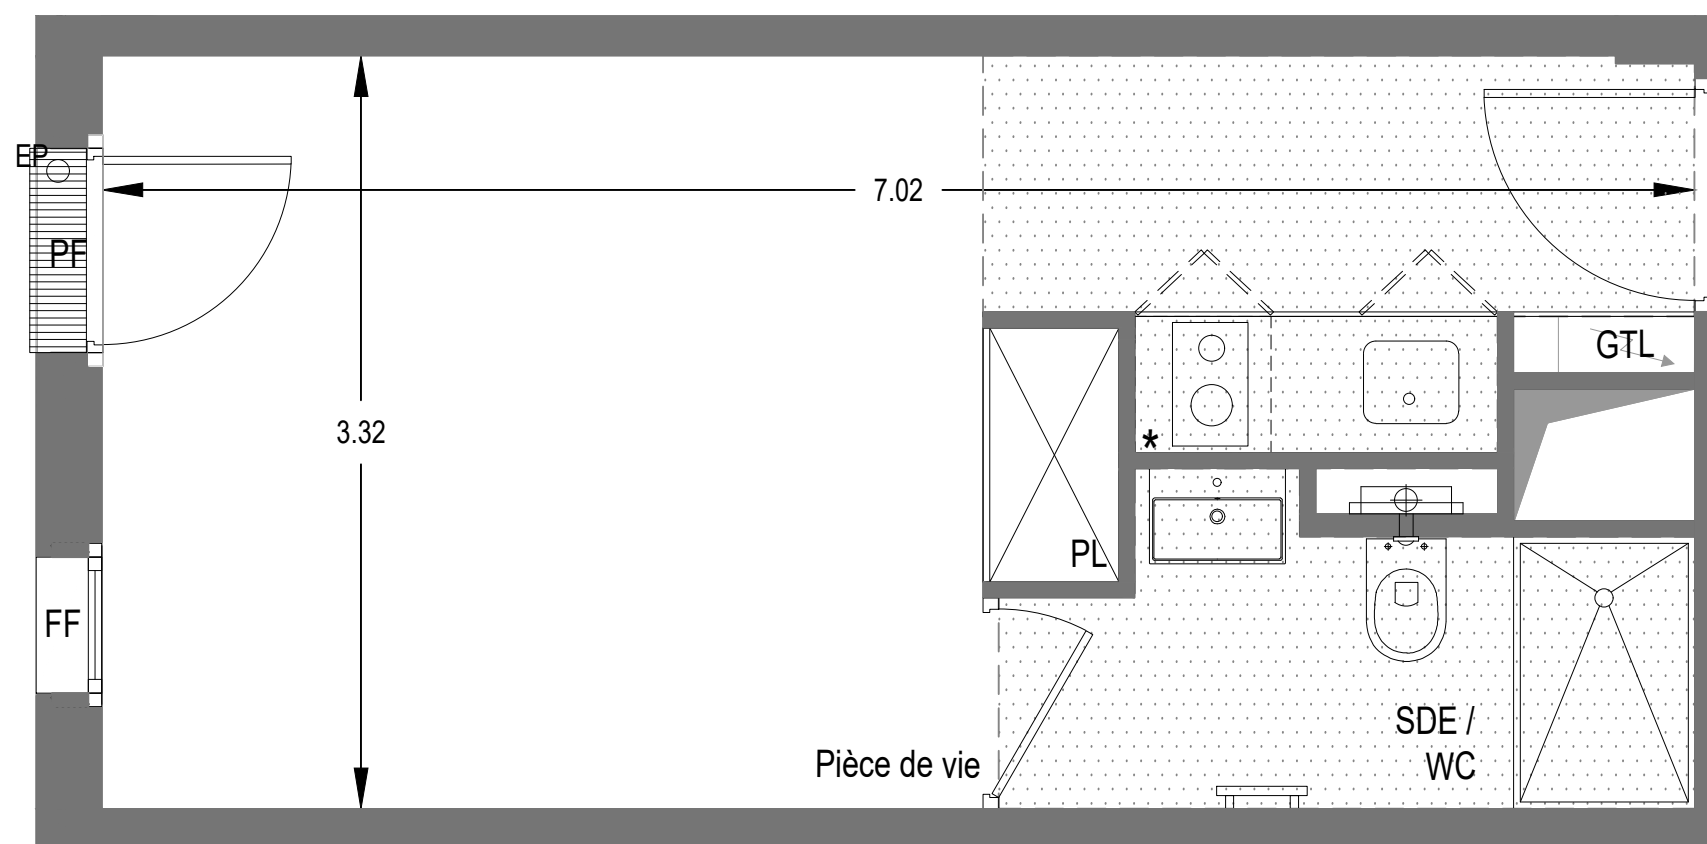 EP
PF
7.02
GTL
3.32
*
PL
FF
SDE /
WC
Pièce de vie